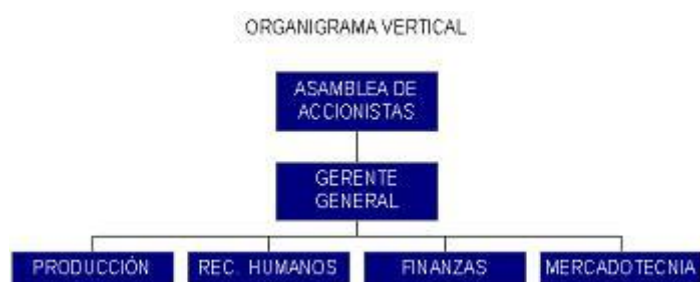 ORGANIGRAMA VERTICAL
ASAMBLEA DE
ACCIONISTAS
GERENTE
GENERAL
PRODUCCIÓN
REC. HUMANOS
FINANZAS
MERCADOTECNIA